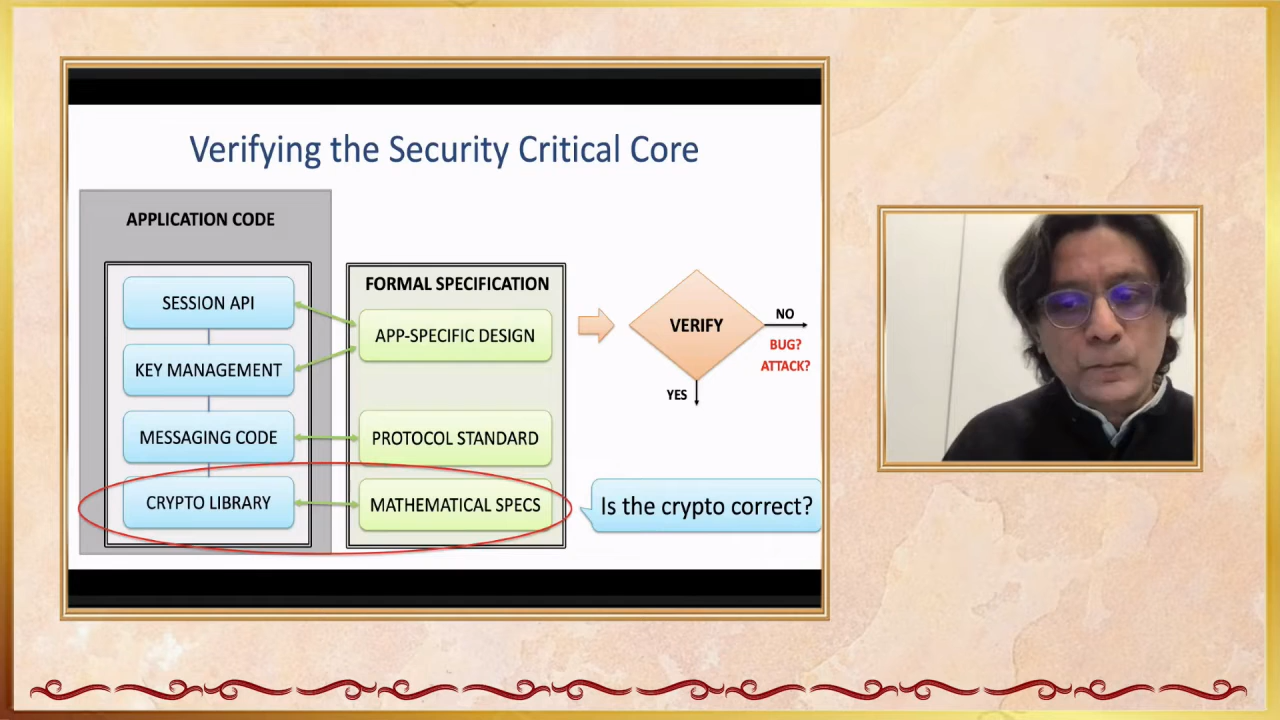 Verifying the Security Critical Core
APPLICATION CODE
SESSION API
KEY MANAGEMENT
MESSAGING CODE
CRYPTO LIBRARY
FORMAL SPECIFICATION
APP-SPECIFIC DESIGN
PROTOCOL STANDARD
MATHEMATICAL SPECS
VERIFY
NO
BUG?
ATTACK?
YES
Is the crypto correct?